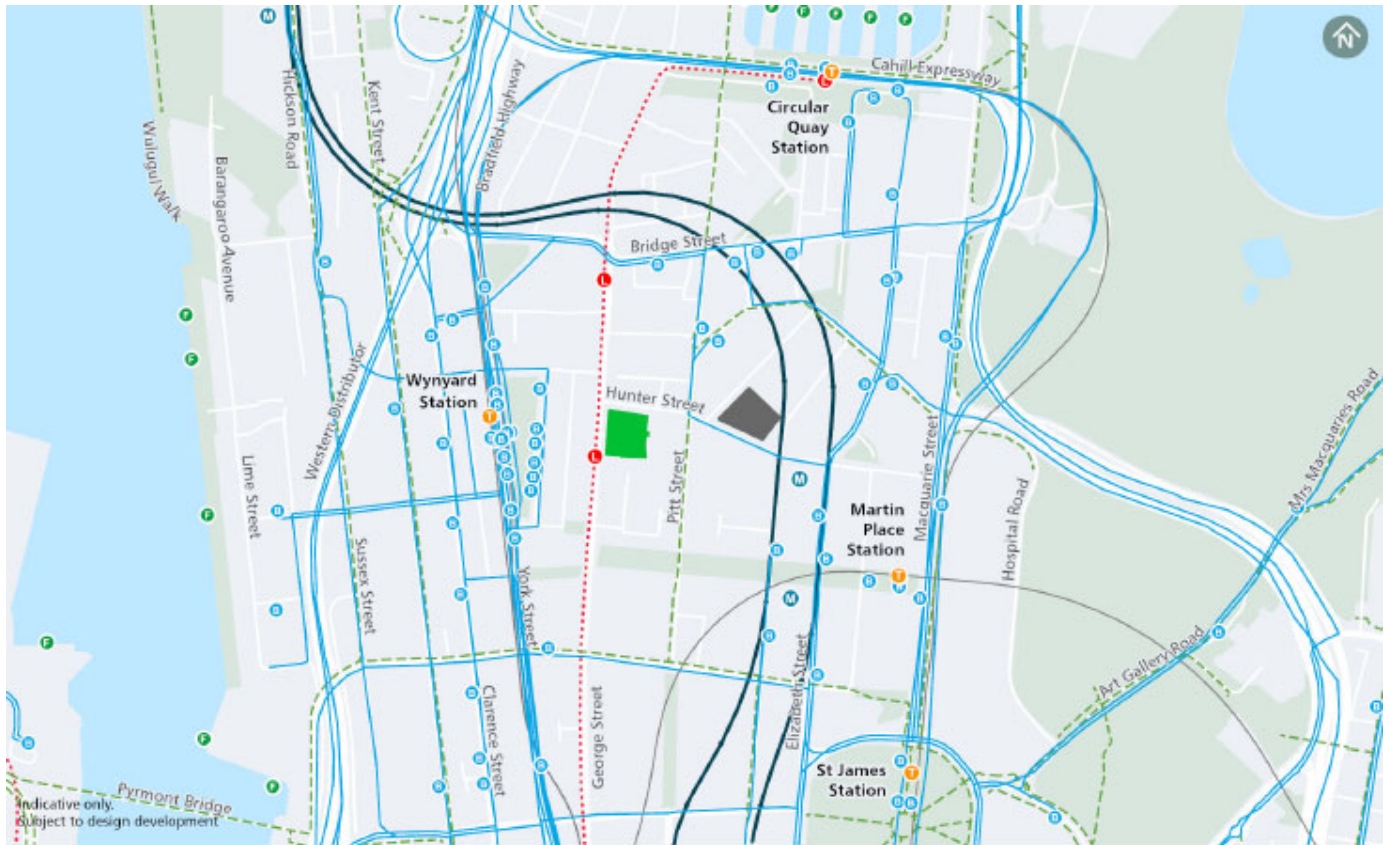 N
M
F
F
F
F
F
Cahill Expressway
Hickson Road
Kent Street
Bradfield Highway
B
B
B
T
L
B
B
B
Circular
Quay
Station
B
Wulugul Walk
Barangaroo Avenue
B
Bridge Street
B
B
B
B
B
L
B
B
B
F
B
B
B
B
F
Western Distributor
B
B
B
B
B
Wynyard
Station
Hunter Street
B
B
B
B
T
B
B
Macquarie Street
Mrs Macquaries Road
Lime Street
L
Pitt Street
M
Martin
Place
Station
Hospital Road
F
B
B
B
T
Sussex Street
York Street
M
B
B
Art Gallery Road
F
B
B
Clarence Street
George Street
Elizabeth Street
B
F
B
St James
Station
T
B
F
Pyrmont Bridge
Indicative only.
Subject to design development
B
B
B